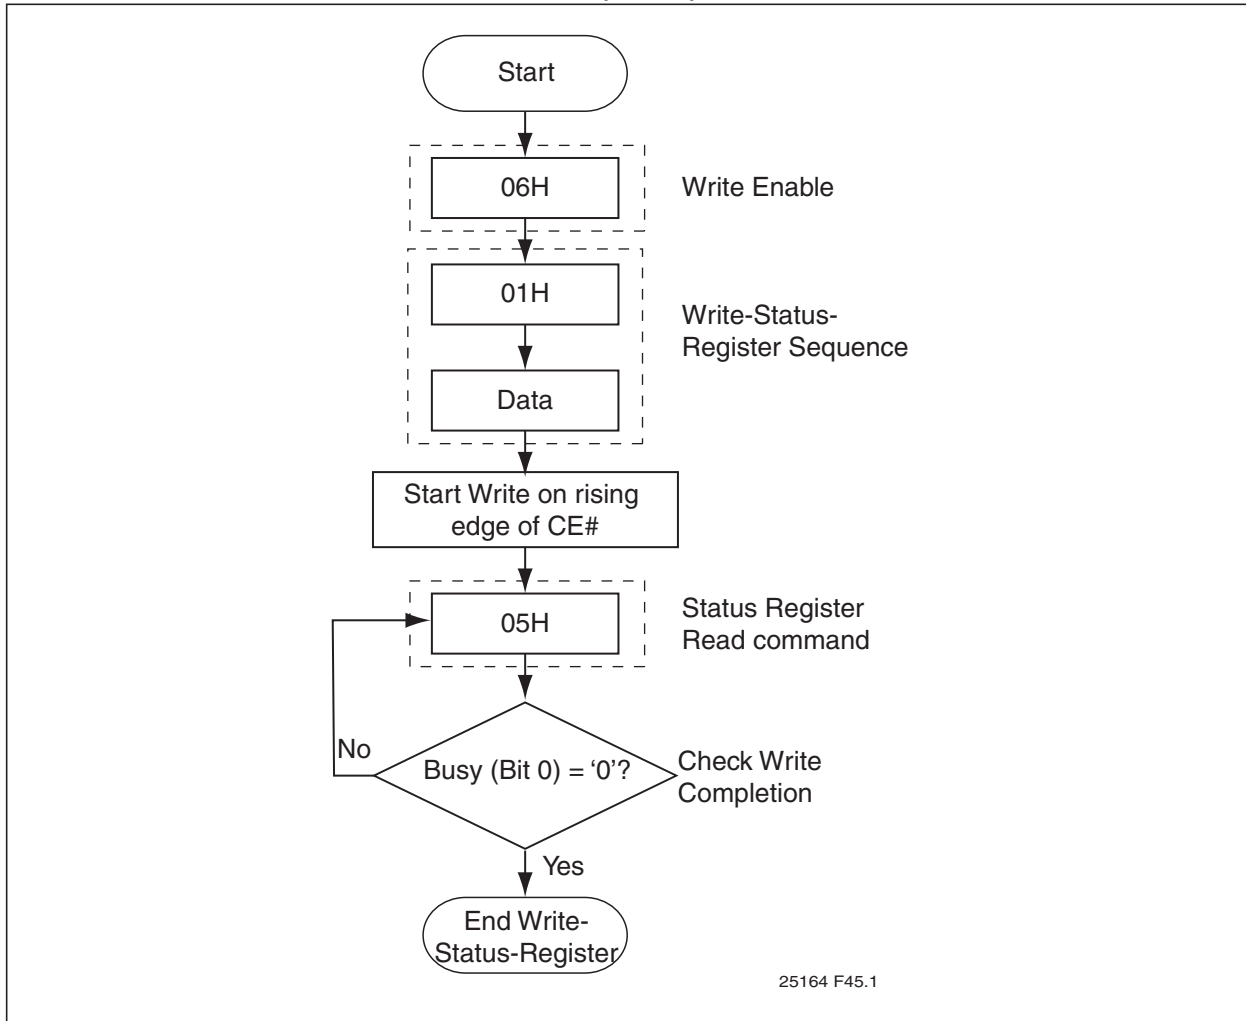 Start
06H
Write Enable
01H
Write-Status-
Register Sequence
Data
Start Write on rising
edge of CE#
05H
Status Register
Read command
No
Busy (Bit 0) = ‘0’?
Check Write
Completion
Yes
End Write-
Status-Register
25164 F45.1